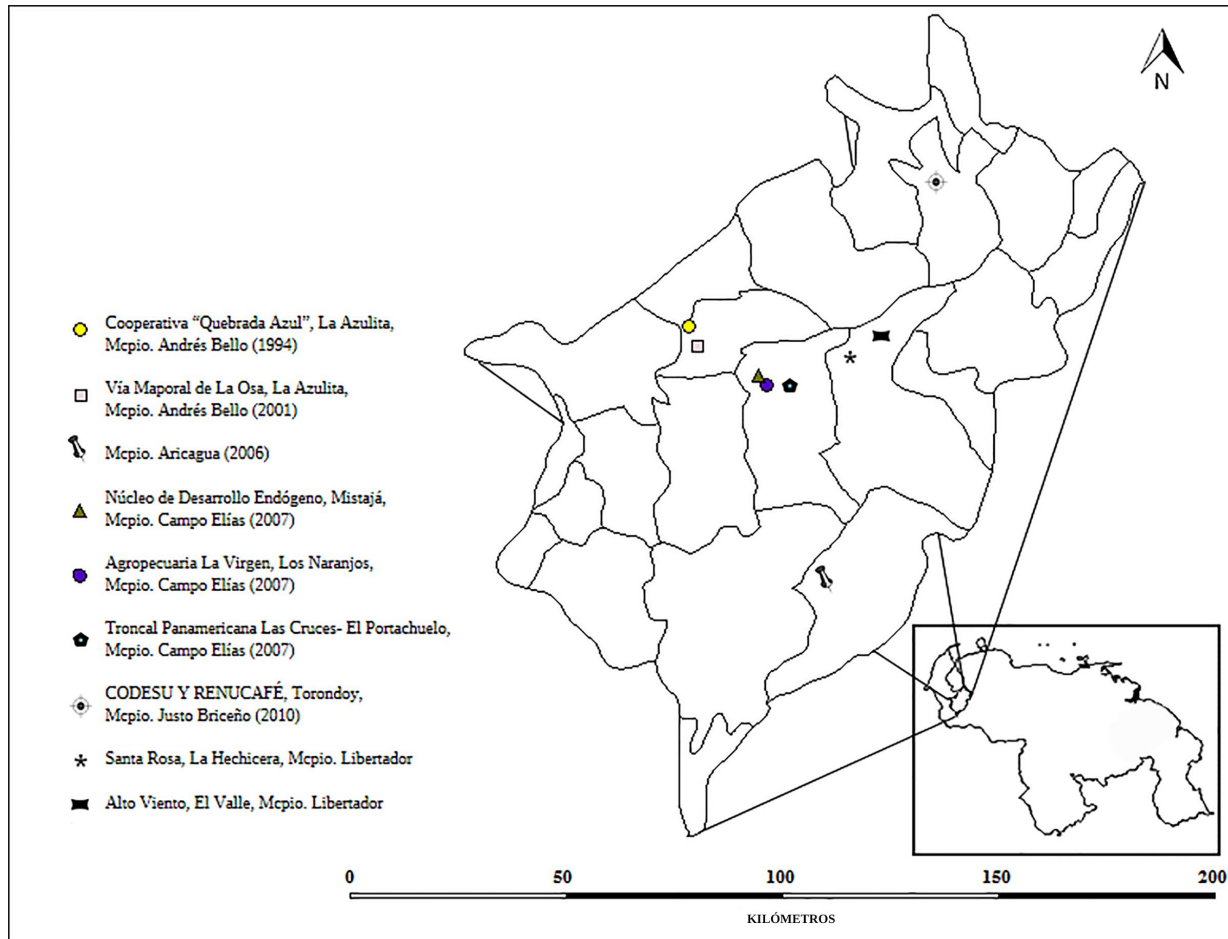 N
Cooperativa “Quebrada Azul”, La Azulita,
Mcpio. Andrés Bello (1994)
Vía Maporal de La Osa, La Azulita,
Mcpio. Andrés Bello (2001)
Mcpio. Aricagua (2006)
Núcleo de Desarrollo Endógeno, Mistajá,
Mcpio. Campo Elías (2007)
Agropecuaria La Virgen, Los Naranjos,
Mcpio. Campo Elías (2007)
Troncal Panamericana Las Cruces- El Portachuelo,
Mcpio. Campo Elías (2007)
CODESU Y RENUCAFÉ, Torondoy,
Mcpio. Justo Briceño (2010)
Santa Rosa, La Hechicera, Mcpio. Libertador
Alto Viento, El Valle, Mcpio. Libertador
0 50 100 150 200
KILÓMETROS